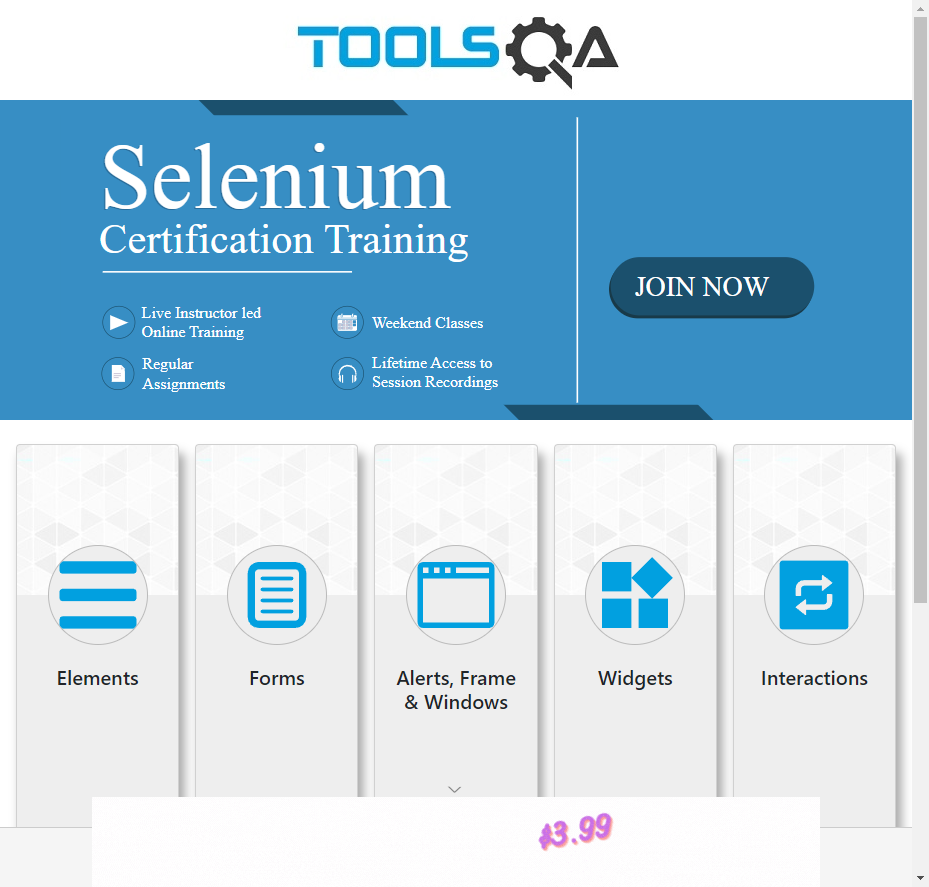 TOOLSQA
Selenium
Certification Training
Live Instructor led
Online Training
Weekend Classes
Regular
Assignments
Lifetime Access to
Session Recordings
JOIN NOW
Elements
Forms
Alerts, Frame
& Windows
Widgets
Interactions
$3.99